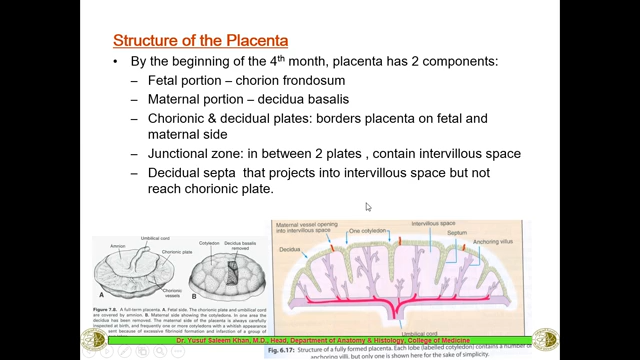 Structure of the Placenta
• By the beginning of the 4th month, placenta has 2 components:
– Fetal portion – chorion frondosum
– Maternal portion – decidua basalis
– Chorionic & decidual plates: borders placenta on fetal and
maternal side
– Junctional zone: in between 2 plates , contain intervillous space
– Decidual septa that projects into intervillous space but not
reach chorionic plate.
Umbilical cord
Amnion
Chorionic plate
Chorionic
vessels
A
Cotyledon
Decidua basalis
removed
B
Figure 7.8. A full-term placenta. A. Fetal side. The chorionic plate and umbilical cord
are covered by amnion. B. Maternal side showing the cotyledons. In one area the
decidua has been removed. The maternal side of the placenta is always carefully
inspected at birth, and frequently one or more cotyledons with a whitish appearance
sent because of excessive fibrinoid formation and infarction of a group of
Maternal vessel opening
into intervillous space
One cotyledon
Intervillous space
Septum
Anchoring villus
Decidua
Umbilical cord
Dr. Yusuf Saleem Khan, M.D., Head, Department of Anatomy & Histology, College of Medicine
Fig. 6.17: Structure of a fully formed placenta. Each lobe (labelled cotyledon) contains a number of
anchoring villi, but only one is shown here for the sake of simplicity.